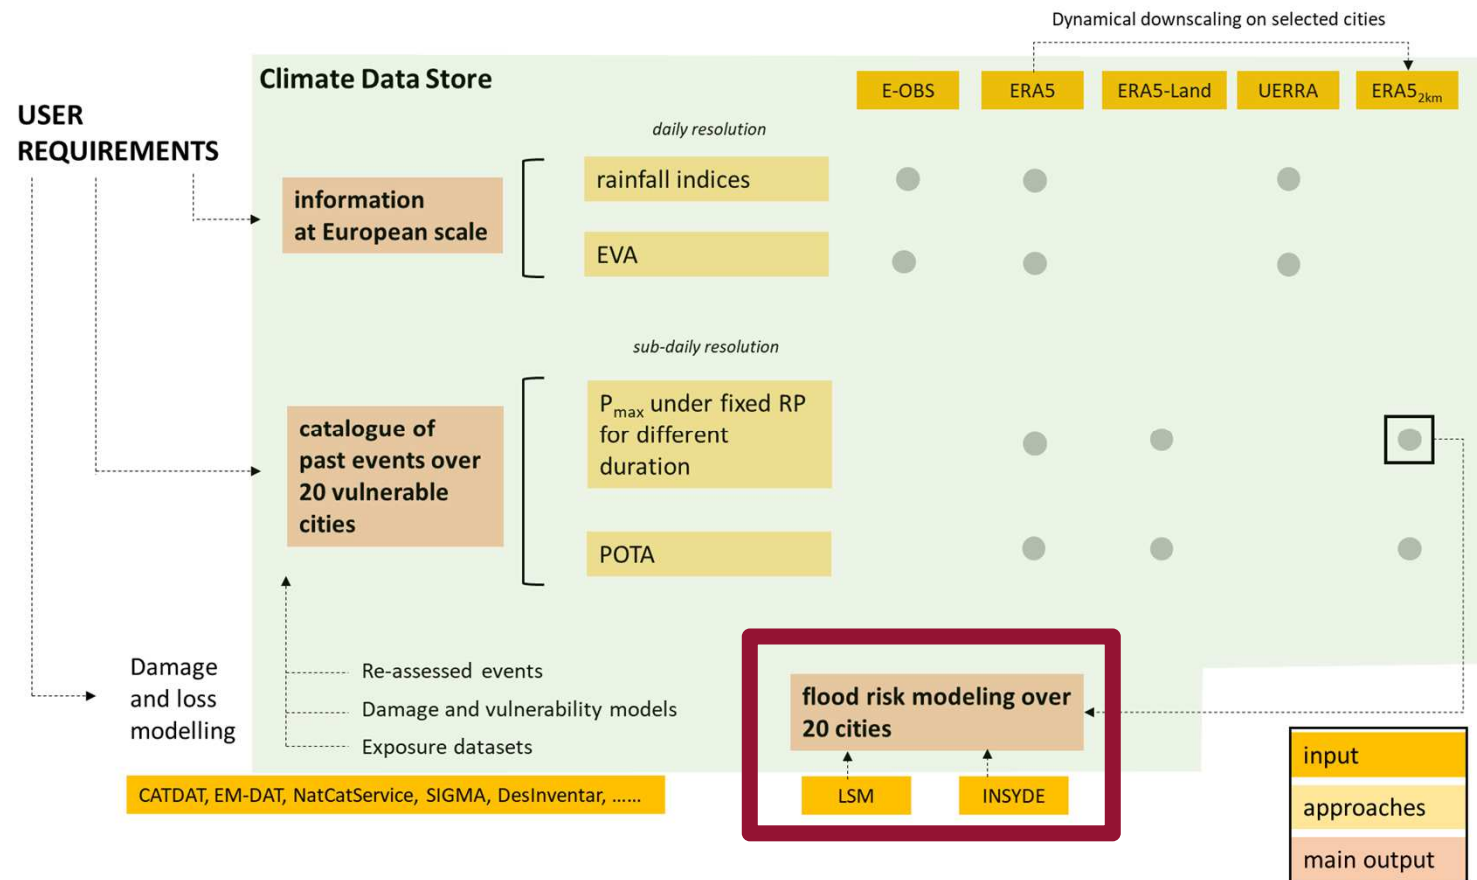 Dynamical downscaling on selected cities
Climate Data Store
E-OBS
ERA5
ERA5-Land
UERRA
ERA5₂ₖₘ
USER
REQUIREMENTS
daily resolution
information
at European scale
rainfall indices
EVA
sub-daily resolution
catalogue of
past events over
20 vulnerable
cities
Pₘₐₓ under fixed RP
for different
duration
POTA
Damage
and loss
modelling
Re-assessed events
Damage and vulnerability models
Exposure datasets
CATDAT, EM-DAT, NatCatService, SIGMA, DesInventar, ......
flood risk modeling over
20 cities
LSM
INSYDE
input
approaches
main output